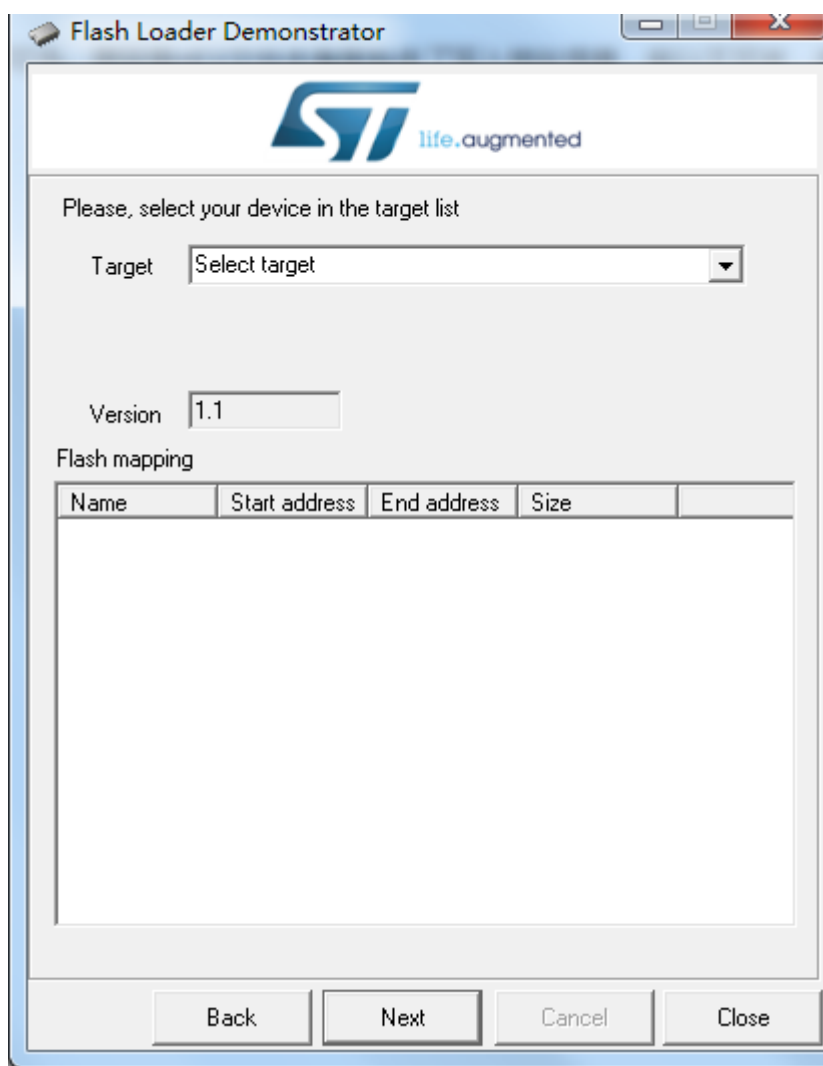 Flash Loader Demonstrator
ST life.augmented
Please, select your device in the target list
Target Select target
Version 1.1
Flash mapping
Name Start address End address Size
Back Next Cancel Close